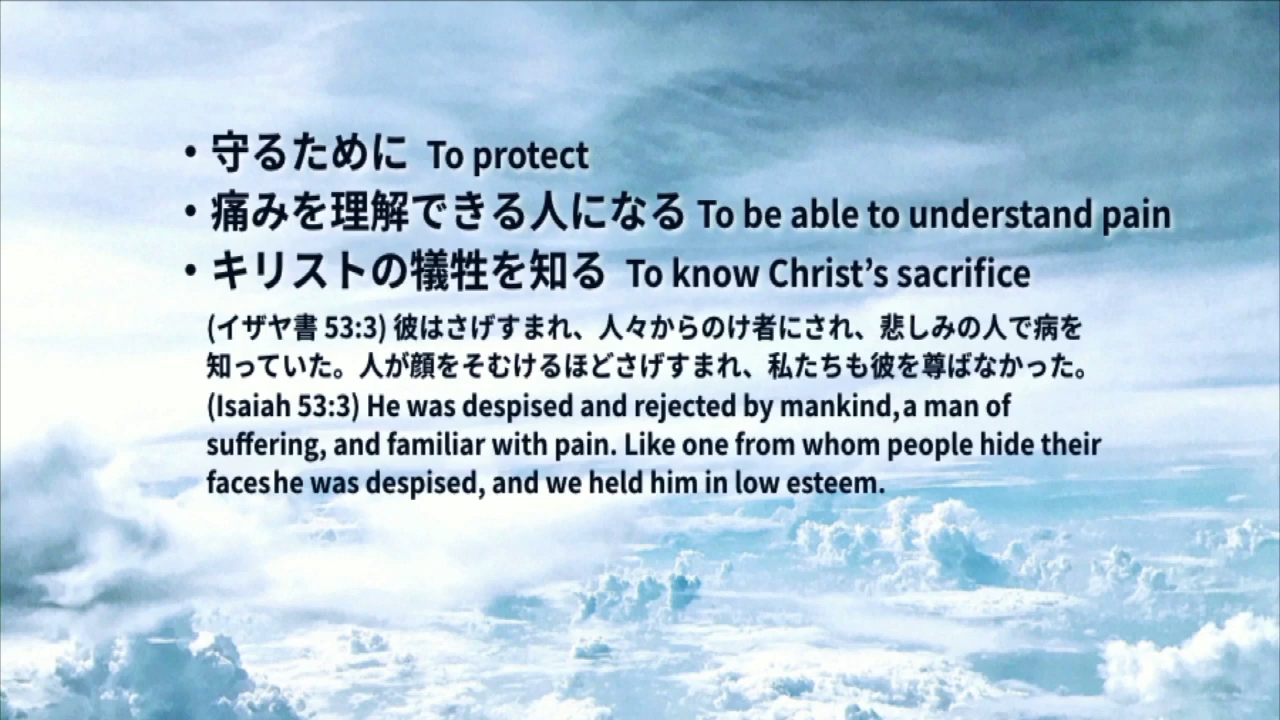 ・守るために To protect
・痛みを理解できる人になる To be able to understand pain
・キリストの犠牲を知る To know Christ’s sacrifice
(イザヤ書 53:3) 彼はさげすまれ、人々からのけ者にされ、悲しみの人で病を
知っていた。人が顔をそむけるほどさげすまれ、私たちも彼を尊ばなかった。
(Isaiah 53:3) He was despised and rejected by mankind,a man of
suffering, and familiar with pain. Like one from whom people hide their
faceshe was despised, and we held him in low esteem.